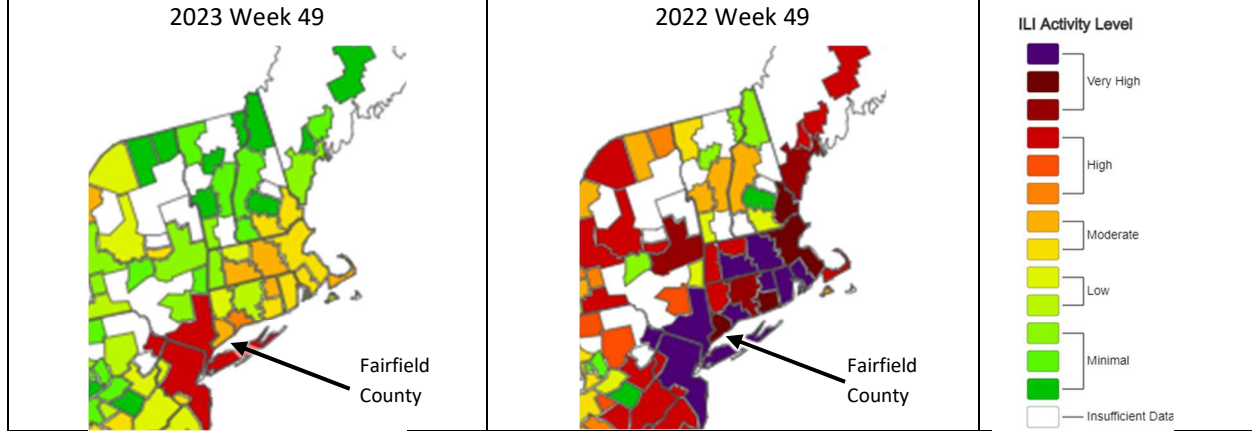 2023 Week 49
2022 Week 49
ILI Activity Level
Very High
High
Moderate
Low
Minimal
Insufficient Data
Fairfield
County
Fairfield
County